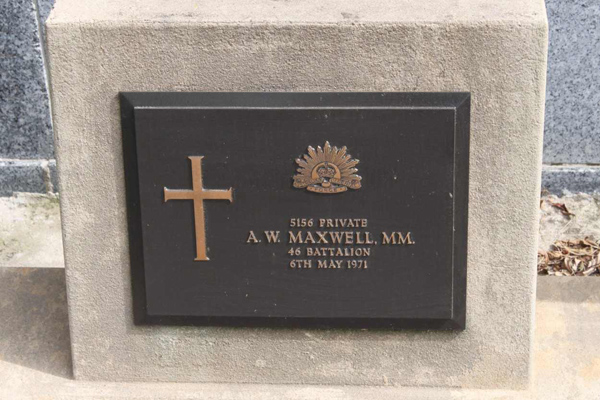 5156 PRIVATE
A. W. MAXWELL, MM.
46 BATTALION
6TH MAY 1971